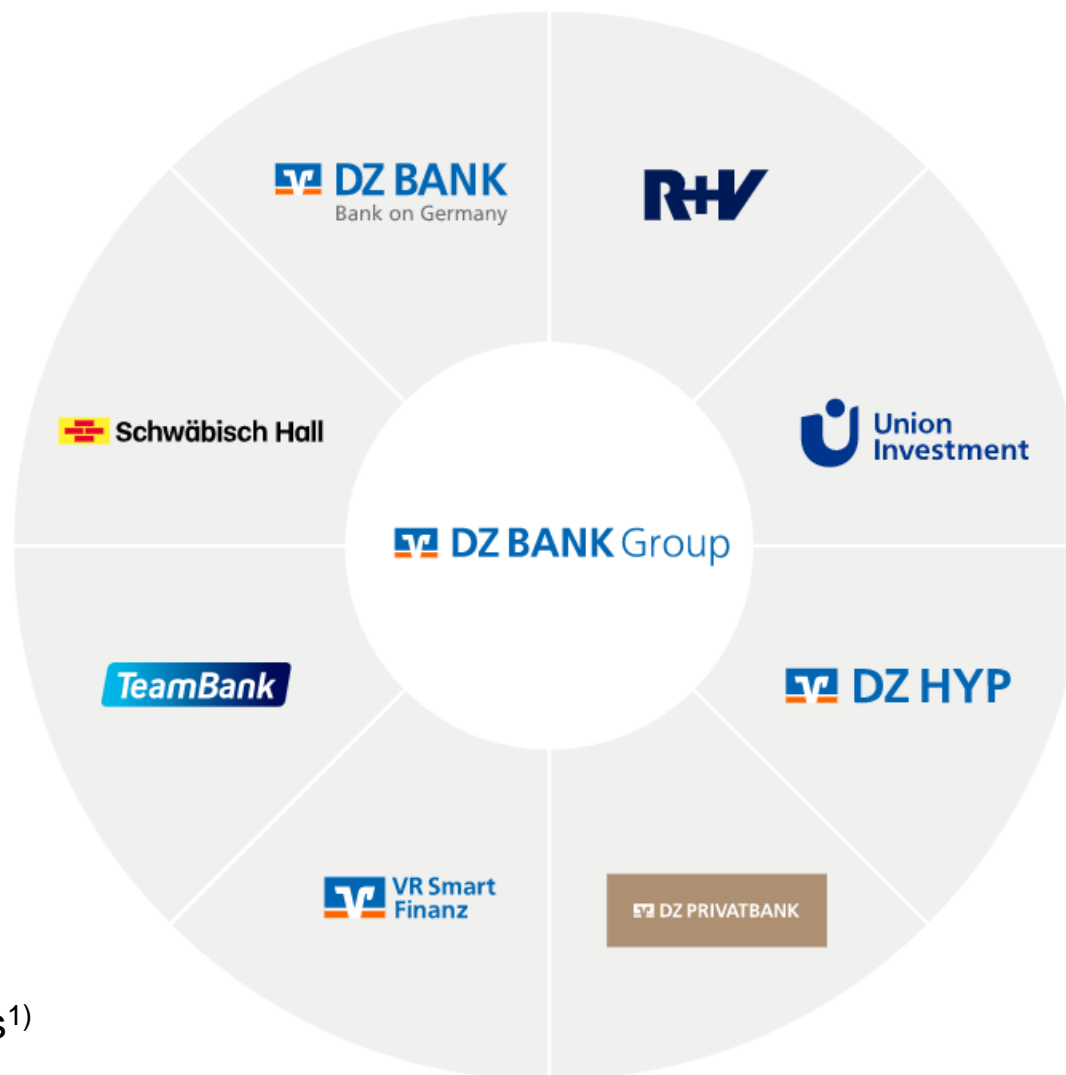 DZ BANK
Bank on Germany
R+V
Schwäbisch Hall
Union
Investment
DZ BANK Group
TeamBank
DZ HYP
VR Smart
Finanz
DZ PRIVATBANK
s1)